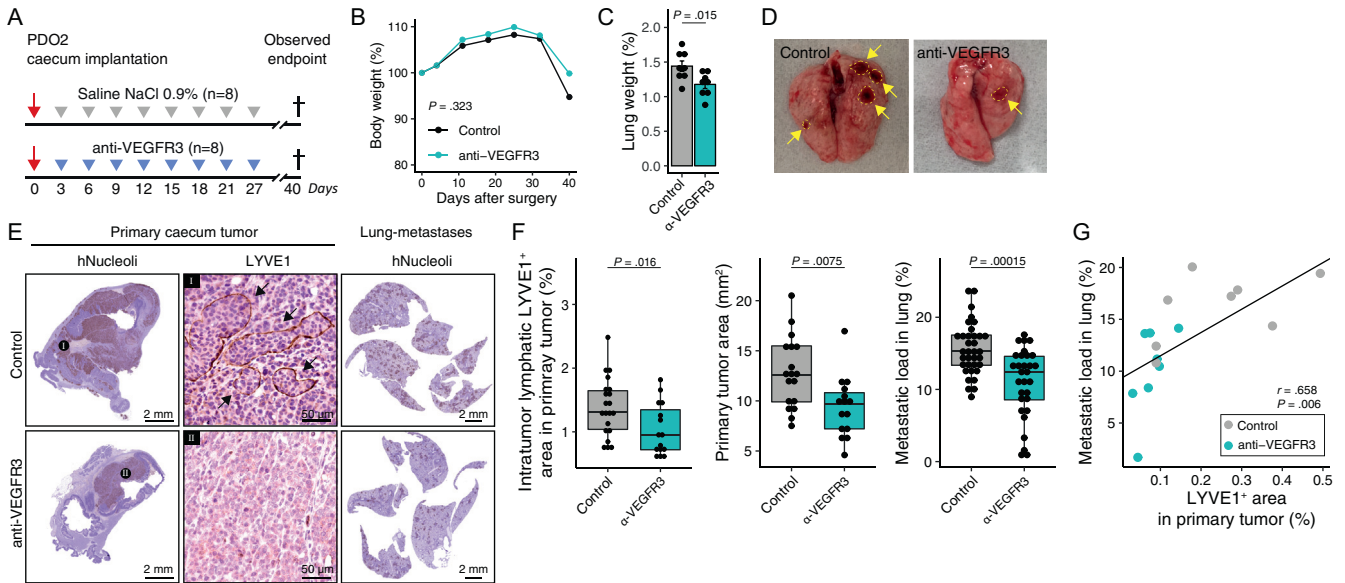 A
PDO2
caecum implantation
Observed
endpoint
Saline NaCl 0.9% (n=8)
anti-VEGFR3 (n=8)
0 3 6 9 12 15 18 21 27 40 Days
B
Body weight (%)
110
100
90
80
P = .323
Control
anti−VEGFR3
0 10 20 30 40
Days after surgery
C
P = .015
Lung weight (%)
2.0
1.5
1.0
0.5
0.0
Control
α-VEGFR3
D
Control
anti-VEGFR3
E
Primary caecum tumor
Lung-metastases
hNucleoli
LYVE1
hNucleoli
Control
I
I
2 mm
50 µm
2 mm
anti-VEGFR3
II
II
2 mm
50 µm
2 mm
F
Intratumor lymphatic LYVE1+
area in primray tumor (%)
P = .016
3
2
1
Control
α-VEGFR3
Primary tumor area (mm²)
P = .0075
20
15
10
5
Control
α-VEGFR3
Metastatic load in lung (%)
P = .00015
20
10
0
Control
α-VEGFR3
G
Metastatic load in lung (%)
20
15
10
5
0
r = .658
P = .006
Control
anti-VEGFR3
0.1 0.2 0.3 0.4 0.5
LYVE1+ area
in primary tumor (%)